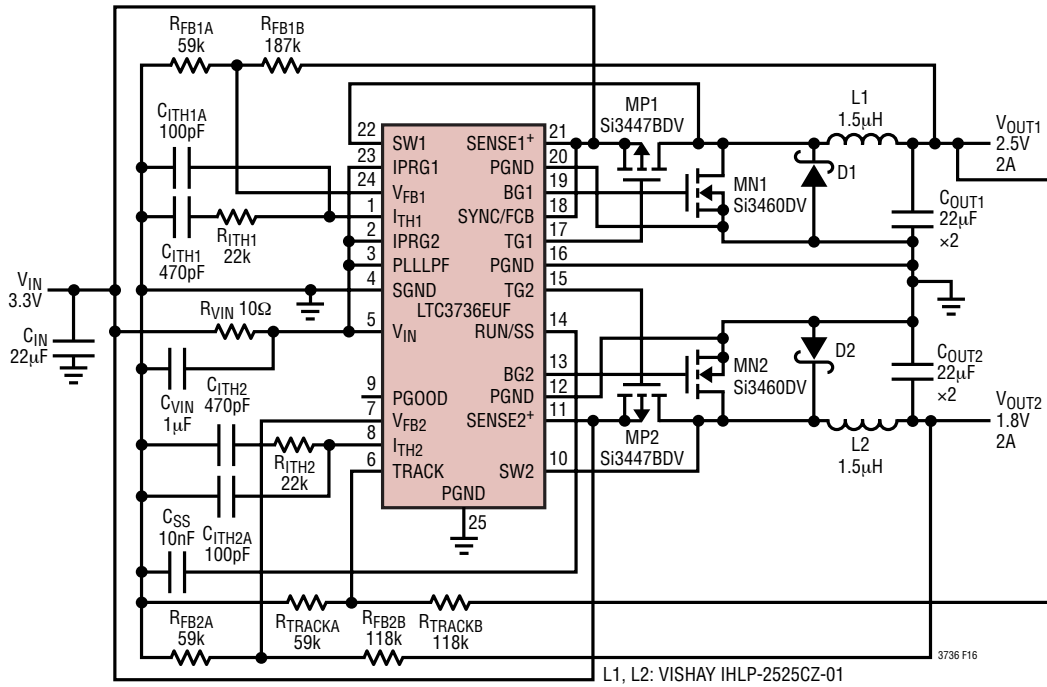 RFB1A
59k
RFB1B
187k
CITH1A
100pF
22
SW1
SENSE1+
21
MP1
Si3447BDV
L1
1.5µH
VOUT1
2.5V
2A
23
IPRG1
PGND
20
24
VFB1
BG1
19
MN1
Si3460DV
D1
1
ITH1
SYNC/FCB
18
COUT1
22µF
×2
CITH1
470pF
RITH1
22k
2
IPRG2
TG1
17
3
PLLLPF
PGND
16
VIN
3.3V
4
SGND
TG2
15
LTC3736EUF
RVIN 10Ω
5
VIN
RUN/SS
14
CIN
22µF
CVIN
1µF
CITH2
470pF
BG2
13
MN2
Si3460DV
D2
COUT2
22µF
×2
9
PGOOD
PGND
12
7
VFB2
SENSE2+
11
VOUT2
1.8V
2A
8
ITH2
MP2
Si3447BDV
L2
1.5µH
RITH2
22k
6
TRACK
SW2
10
PGND
25
CITH2A
100pF
CSS
10nF
RFB2A
59k
RTRACKA
59k
RFB2B
118k
RTRACKB
118k
3736 F16
L1, L2: VISHAY IHLP-2525CZ-01